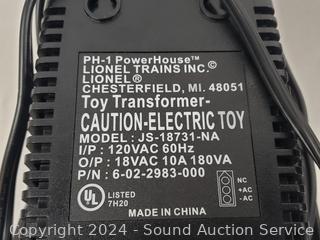 PH-1 PowerHouse™
LIONEL TRAINS INC.©
LIONEL®
CHESTERFIELD, MI. 48051
Toy Transformer-
CAUTION-ELECTRIC TOY
MODEL: JS-18731-NA
I/P : 120VAC 60Hz
O/P : 18VAC 10A 180VA
P/N : 6-02-2983-000
UL
LISTED
7H20
NC
+AC
-AC
MADE IN CHINA
Copyright 2024 - Sound Auction Service